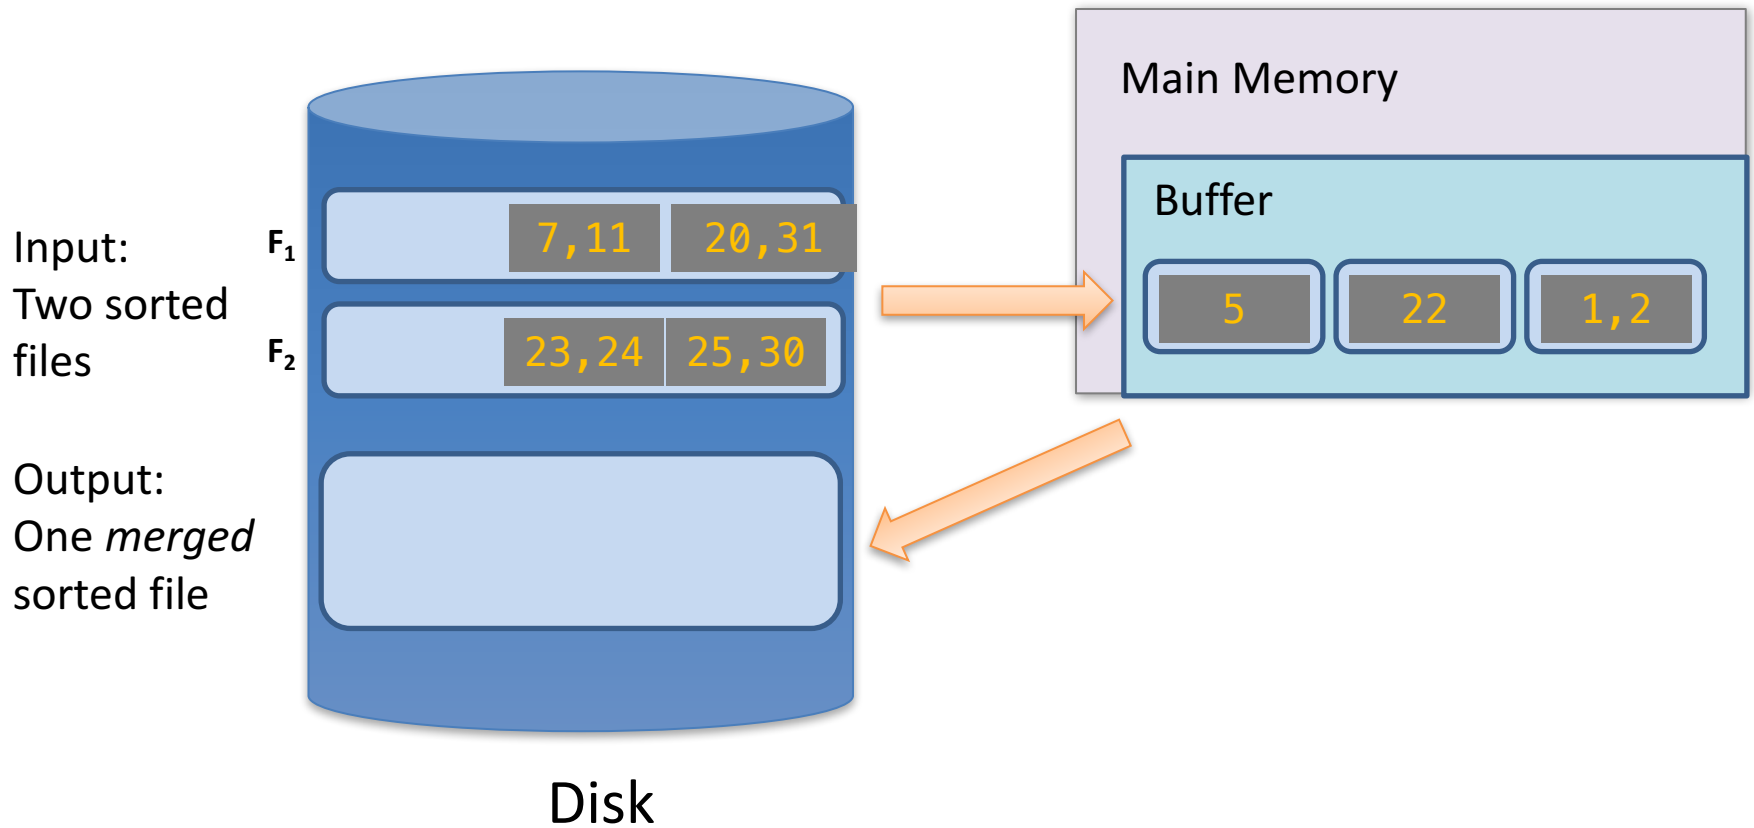 Main Memory
Buffer
5 22 1,2
Input:
Two sorted
files
F1 7,11 20,31
F2 23,24 25,30
Output:
One merged
sorted file
Disk